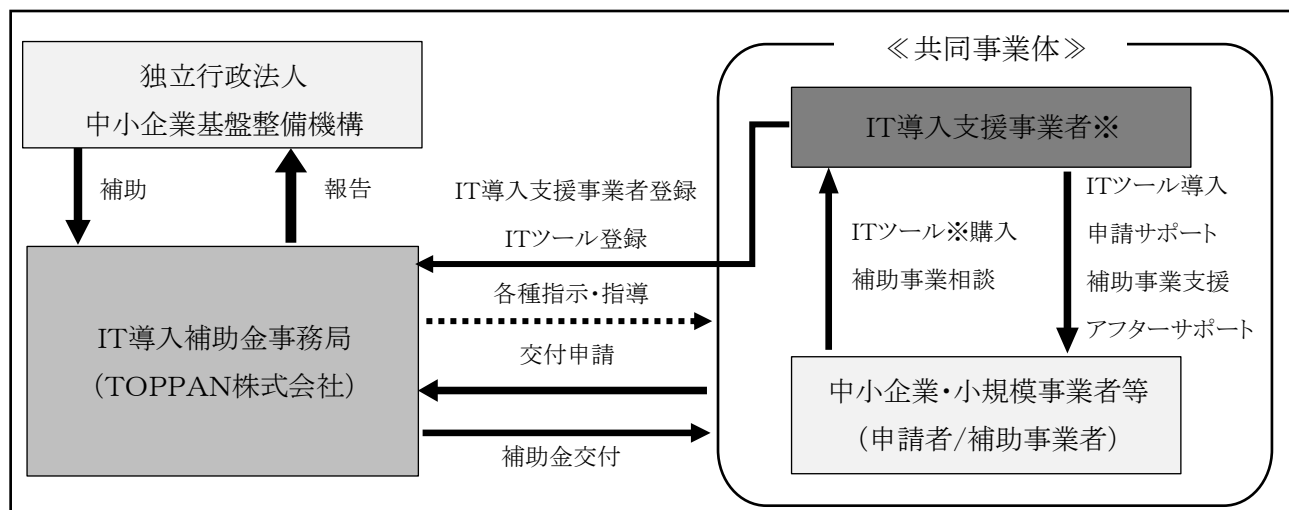 独立行政法人
中小企業基盤整備機構
補助
報告
IT導入補助金事務局
（TOPPAN株式会社）
IT導入支援事業者登録
ITツール登録
各種指示・指導
交付申請
補助金交付
≪共同事業体≫
IT導入支援事業者※
ITツール※購入
補助事業相談
ITツール導入
申請サポート
補助事業支援
アフターサポート
中小企業・小規模事業者等
（申請者/補助事業者）